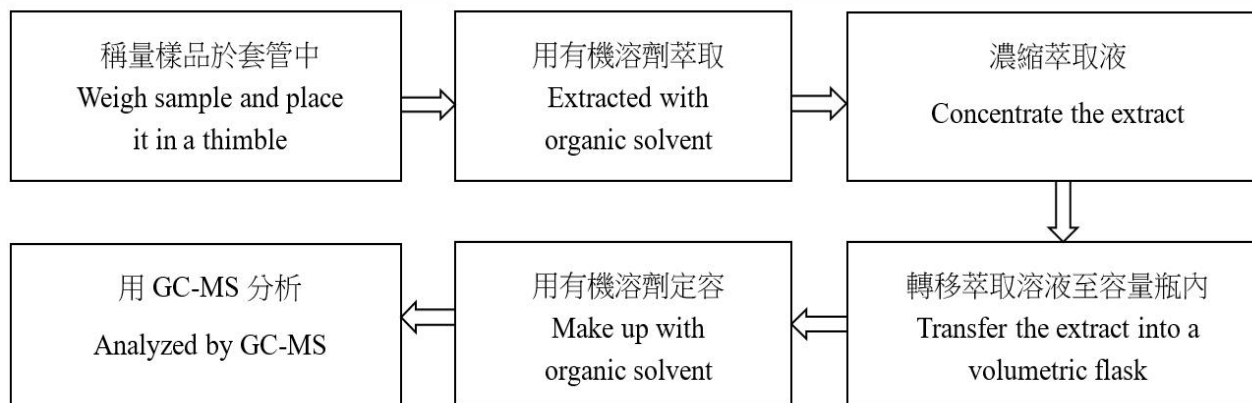 稱量樣品於套管中
Weigh sample and place
it in a thimble
用有機溶劑萃取
Extracted with
organic solvent
濃縮萃取液
Concentrate the extract
轉移萃取溶液至容量瓶內
Transfer the extract into a
volumetric flask
用有機溶劑定容
Make up with
organic solvent
用 GC-MS 分析
Analyzed by GC-MS